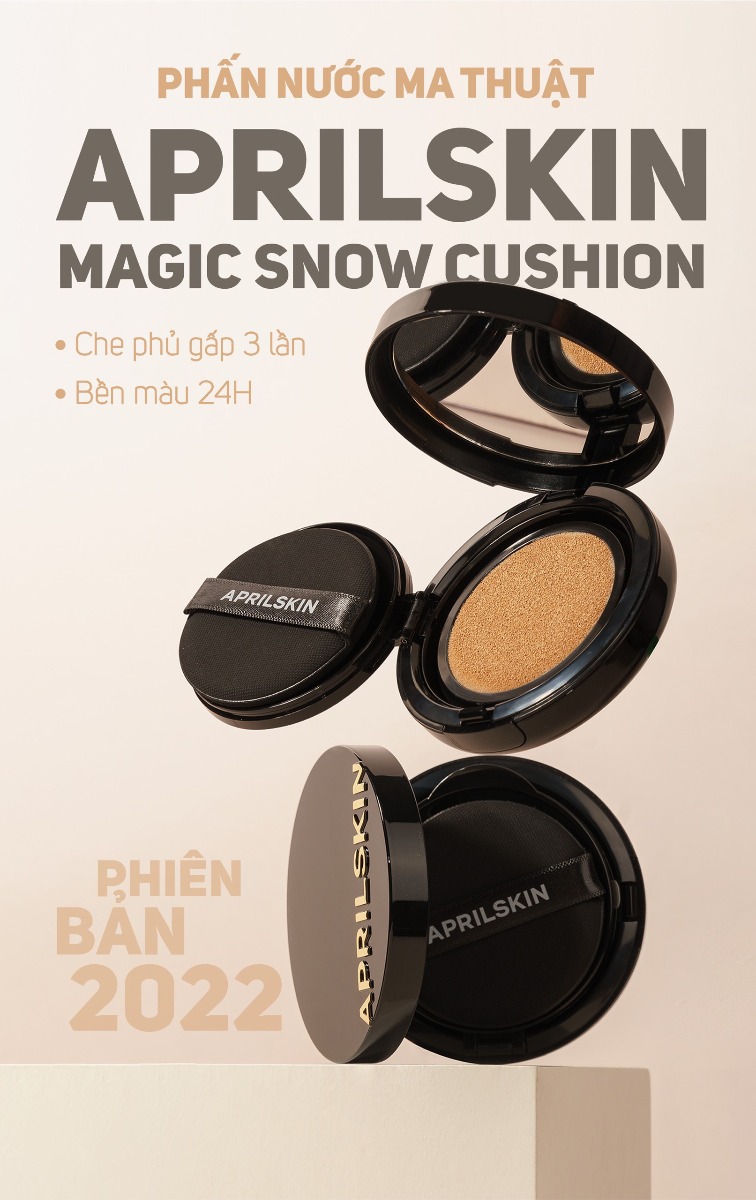 PHẤN NƯỚC MA THUẬT
APRILSKIN
MAGIC SNOW CUSHION
• Che phủ gấp 3 lần
• Bền màu 24H
APRILSKIN
APRILSKIN
APRILSKIN
PHIÊN
BẢN
2022